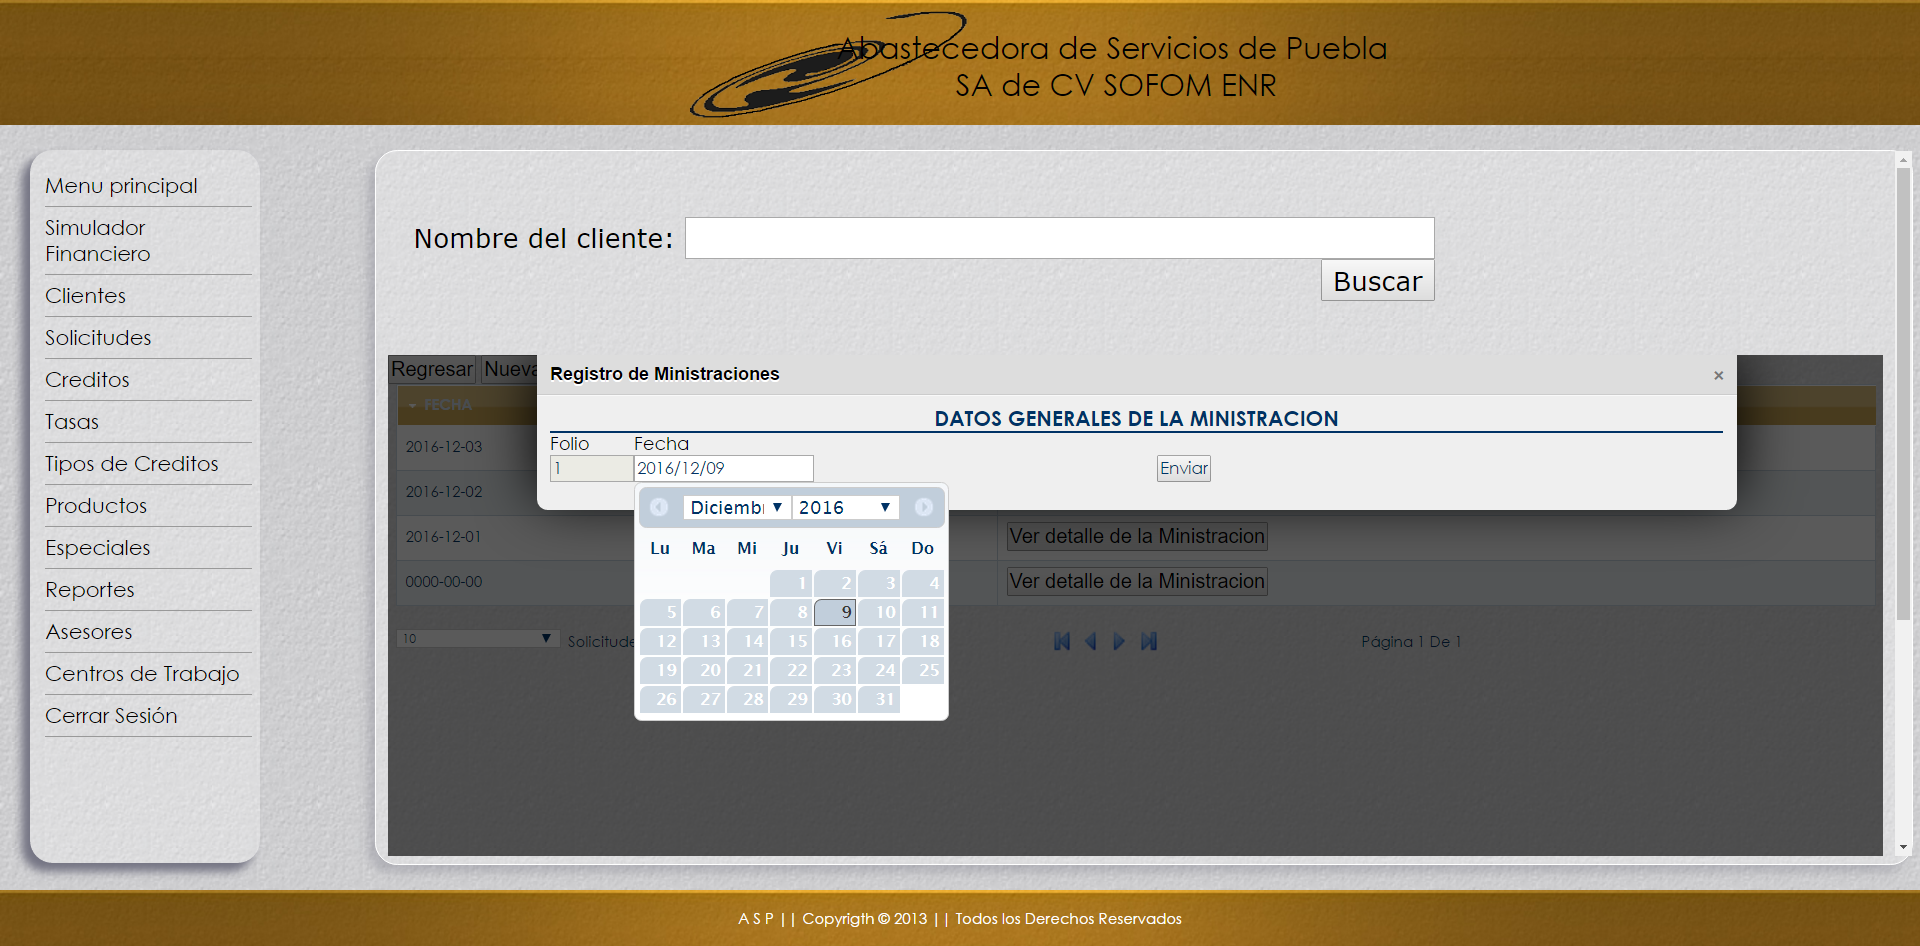 Abastecedora de Servicios de Puebla
SA de CV SOFOM ENR
Menu principal
Simulador
Financiero
Clientes
Solicitudes
Creditos
Tasas
Tipos de Creditos
Productos
Especiales
Reportes
Asesores
Centros de Trabajo
Cerrar Sesión
Nombre del cliente:
Buscar
Regresar Nueva
Registro de Ministraciones ×
DATOS GENERALES DE LA MINISTRACION
Folio Fecha
1 2016/12/09 Enviar
FECHA
2016-12-03
2016-12-02
2016-12-01 Ver detalle de la Ministracion
0000-00-00 Ver detalle de la Ministracion
10 Solicitude Página 1 De 1
Diciemb 2016
Lu Ma Mi Ju Vi Sá Do
1 2 3 4
5 6 7 8 9 10 11
12 13 14 15 16 17 18
19 20 21 22 23 24 25
26 27 28 29 30 31
A S P || Copyrigth © 2013 || Todos los Derechos Reservados